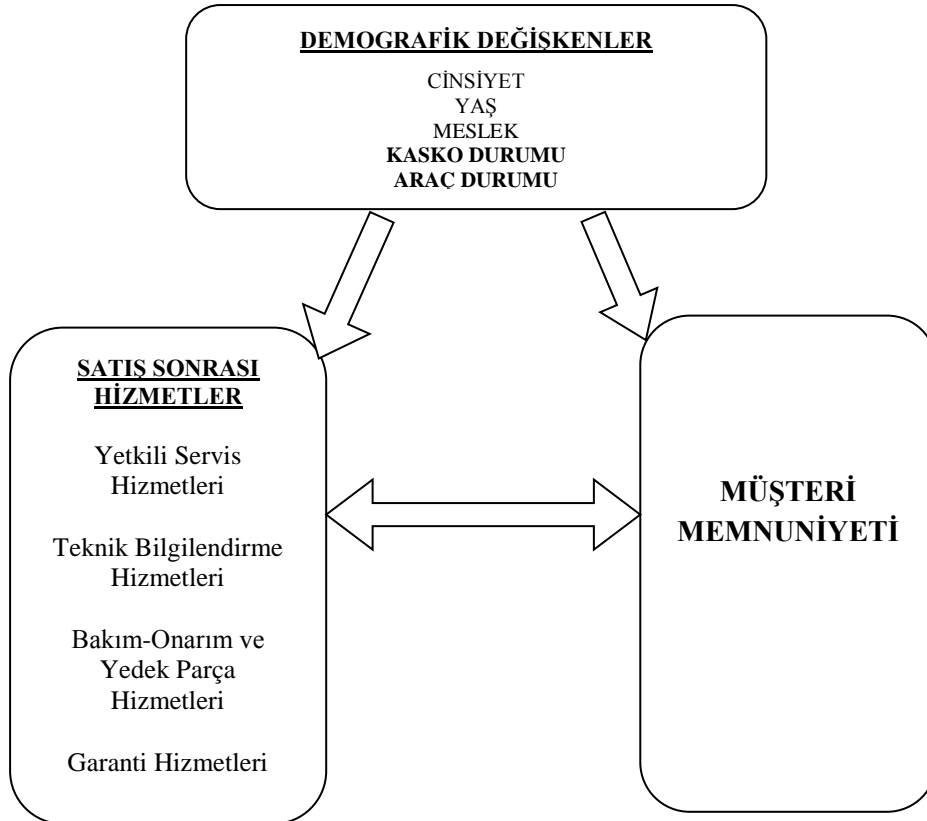 DEMOGRAFİK DEĞİŞKENLER
CİNSİYET
YAŞ
MESLEK
KASKO DURUMU
ARAÇ DURUMU
SATIŞ SONRASI
HİZMETLER
Yetkili Servis
Hizmetleri
Teknik Bilgilendirme
Hizmetleri
Bakım-Onarım ve
Yedek Parça
Hizmetleri
Garanti Hizmetleri
MÜŞTERİ
MEMNUNİYETİ